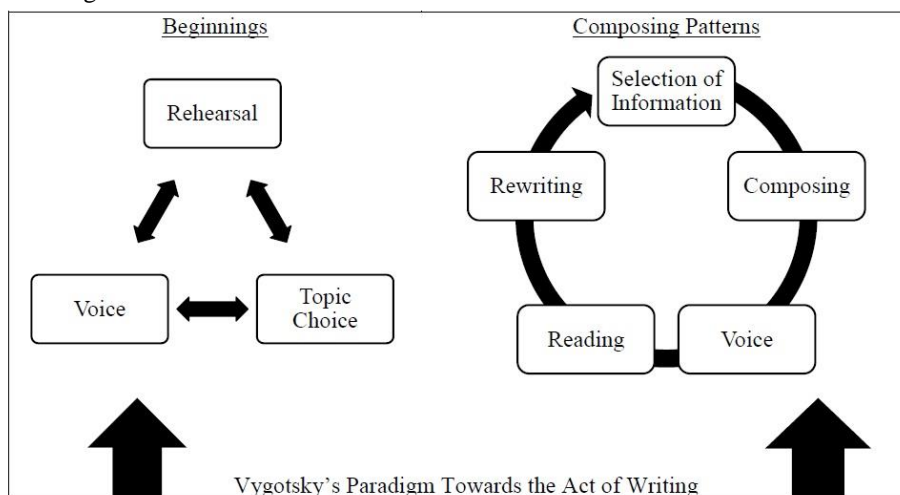 Beginnings
Rehearsal
Voice
Topic
Choice
Composing Patterns
Selection of
Information
Composing
Voice
Reading
Rewriting
Vygotsky's Paradigm Towards the Act of Writing